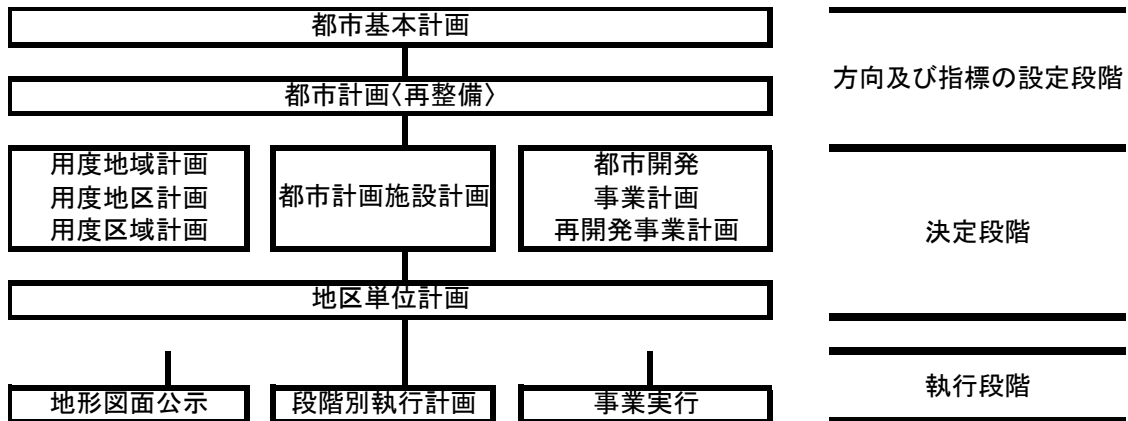 都市基本計画
都市計画〈再整備〉
方向及び指標の設定段階
用度地域計画
用度地区計画
用度区域計画
都市計画施設計画
都市開発
事業計画
再開発事業計画
決定段階
地区単位計画
地形図面公示
段階別執行計画
事業実行
執行段階